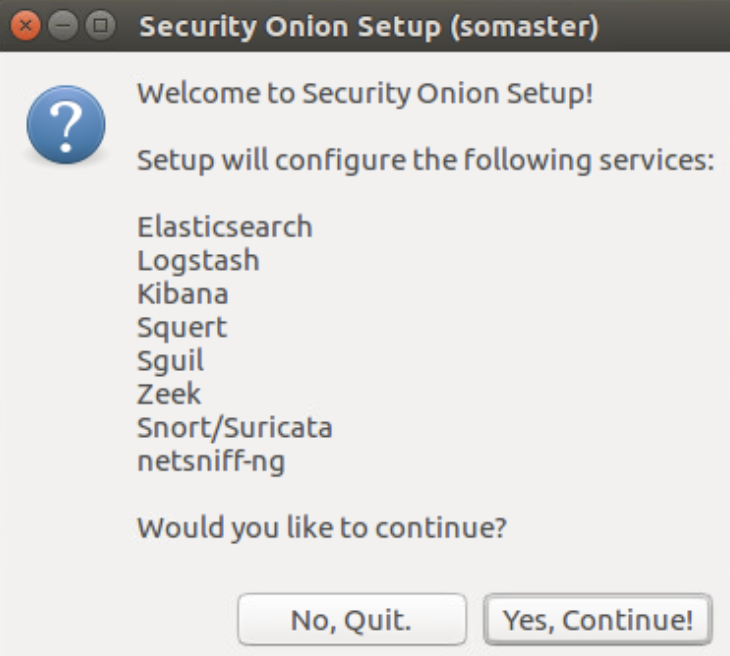 Security Onion Setup (somaster)
Welcome to Security Onion Setup!
Setup will configure the following services:
Elasticsearch
Logstash
Kibana
Squert
Sguil
Zeek
Snort/Suricata
netsniff-ng
Would you like to continue?
No, Quit.
Yes, Continue!